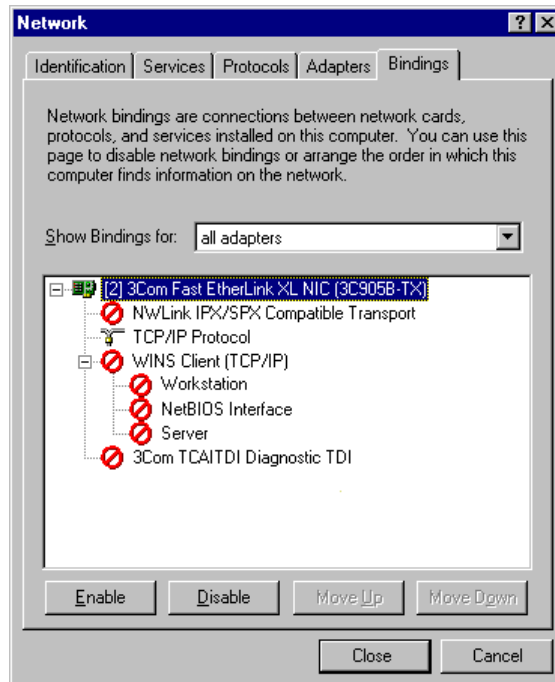 Network
Identification Services Protocols Adapters Bindings
Network bindings are connections between network cards,
protocols, and services installed on this computer. You can use this
page to disable network bindings or arrange the order in which this
computer finds information on the network.
Show Bindings for: all adapters
[2] 3Com Fast EtherLink XL NIC (3C905B-TX)
NWLink IPX/SPX Compatible Transport
TCP/IP Protocol
WINS Client (TCP/IP)
Workstation
NetBIOS Interface
Server
3Com TCAITDI Diagnostic TDI
Enable Disable Move Up Move Down
Close Cancel